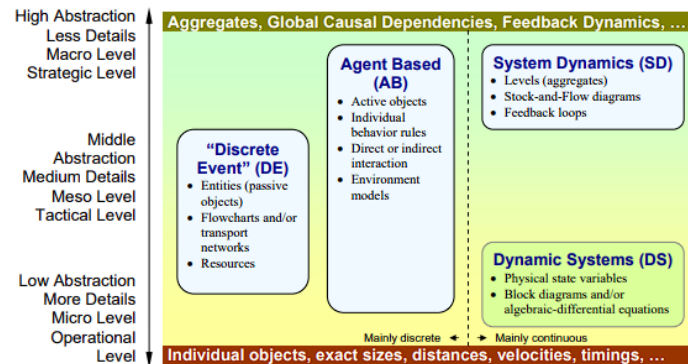 High Abstraction
Less Details
Macro Level
Strategic Level
Middle
Abstraction
Medium Details
Meso Level
Tactical Level
Low Abstraction
More Details
Micro Level
Operational
Level
Aggregates, Global Causal Dependencies, Feedback Dynamics, …
“Discrete
Event” (DE)
• Entities (passive
objects)
• Flowcharts and/or
transport
networks
• Resources
Agent Based
(AB)
• Active objects
• Individual
behavior rules
• Direct or indirect
interaction
• Environment
models
System Dynamics (SD)
• Levels (aggregates)
• Stock-and-Flow diagrams
• Feedback loops
Dynamic Systems (DS)
• Physical state variables
• Block diagrams and/or
algebraic-differential equations
Mainly discrete
Mainly continuous
Individual objects, exact sizes, distances, velocities, timings, …